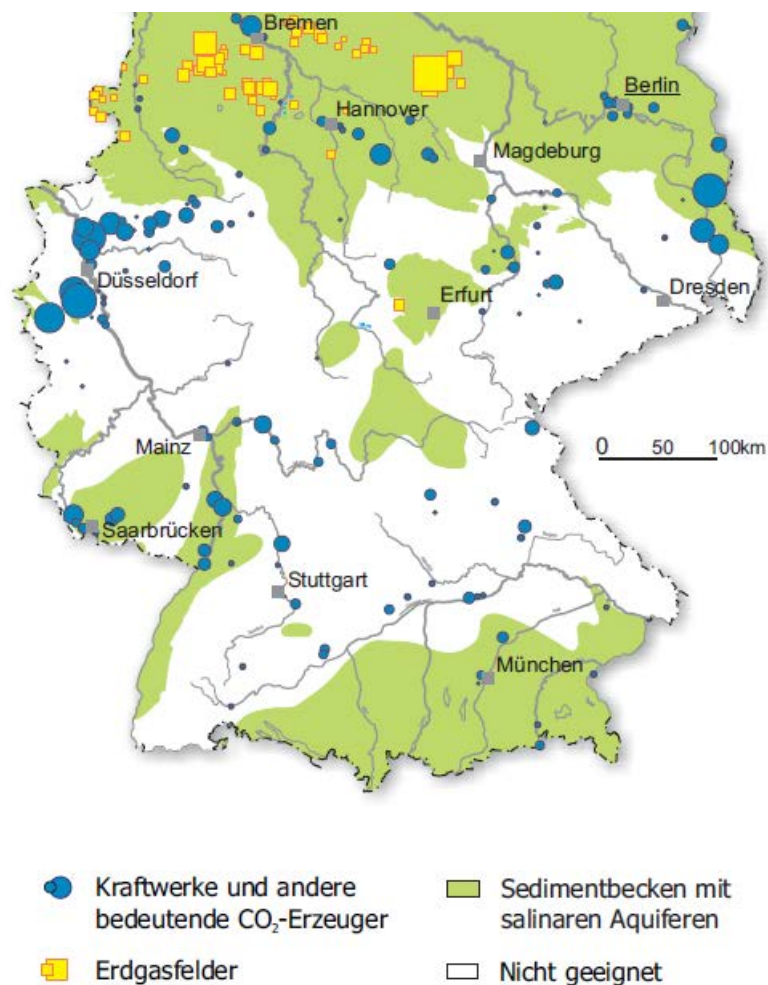 Bremen
Berlin
Hannover
Magdeburg
Düsseldorf
Erfurt
Dresden
Mainz
0 50 100km
Saarbrücken
Stuttgart
München
Kraftwerke und andere
bedeutende CO₂-Erzeuger
Erdgasfelder
Sedimentbecken mit
salinaren Aquiferen
Nicht geeignet